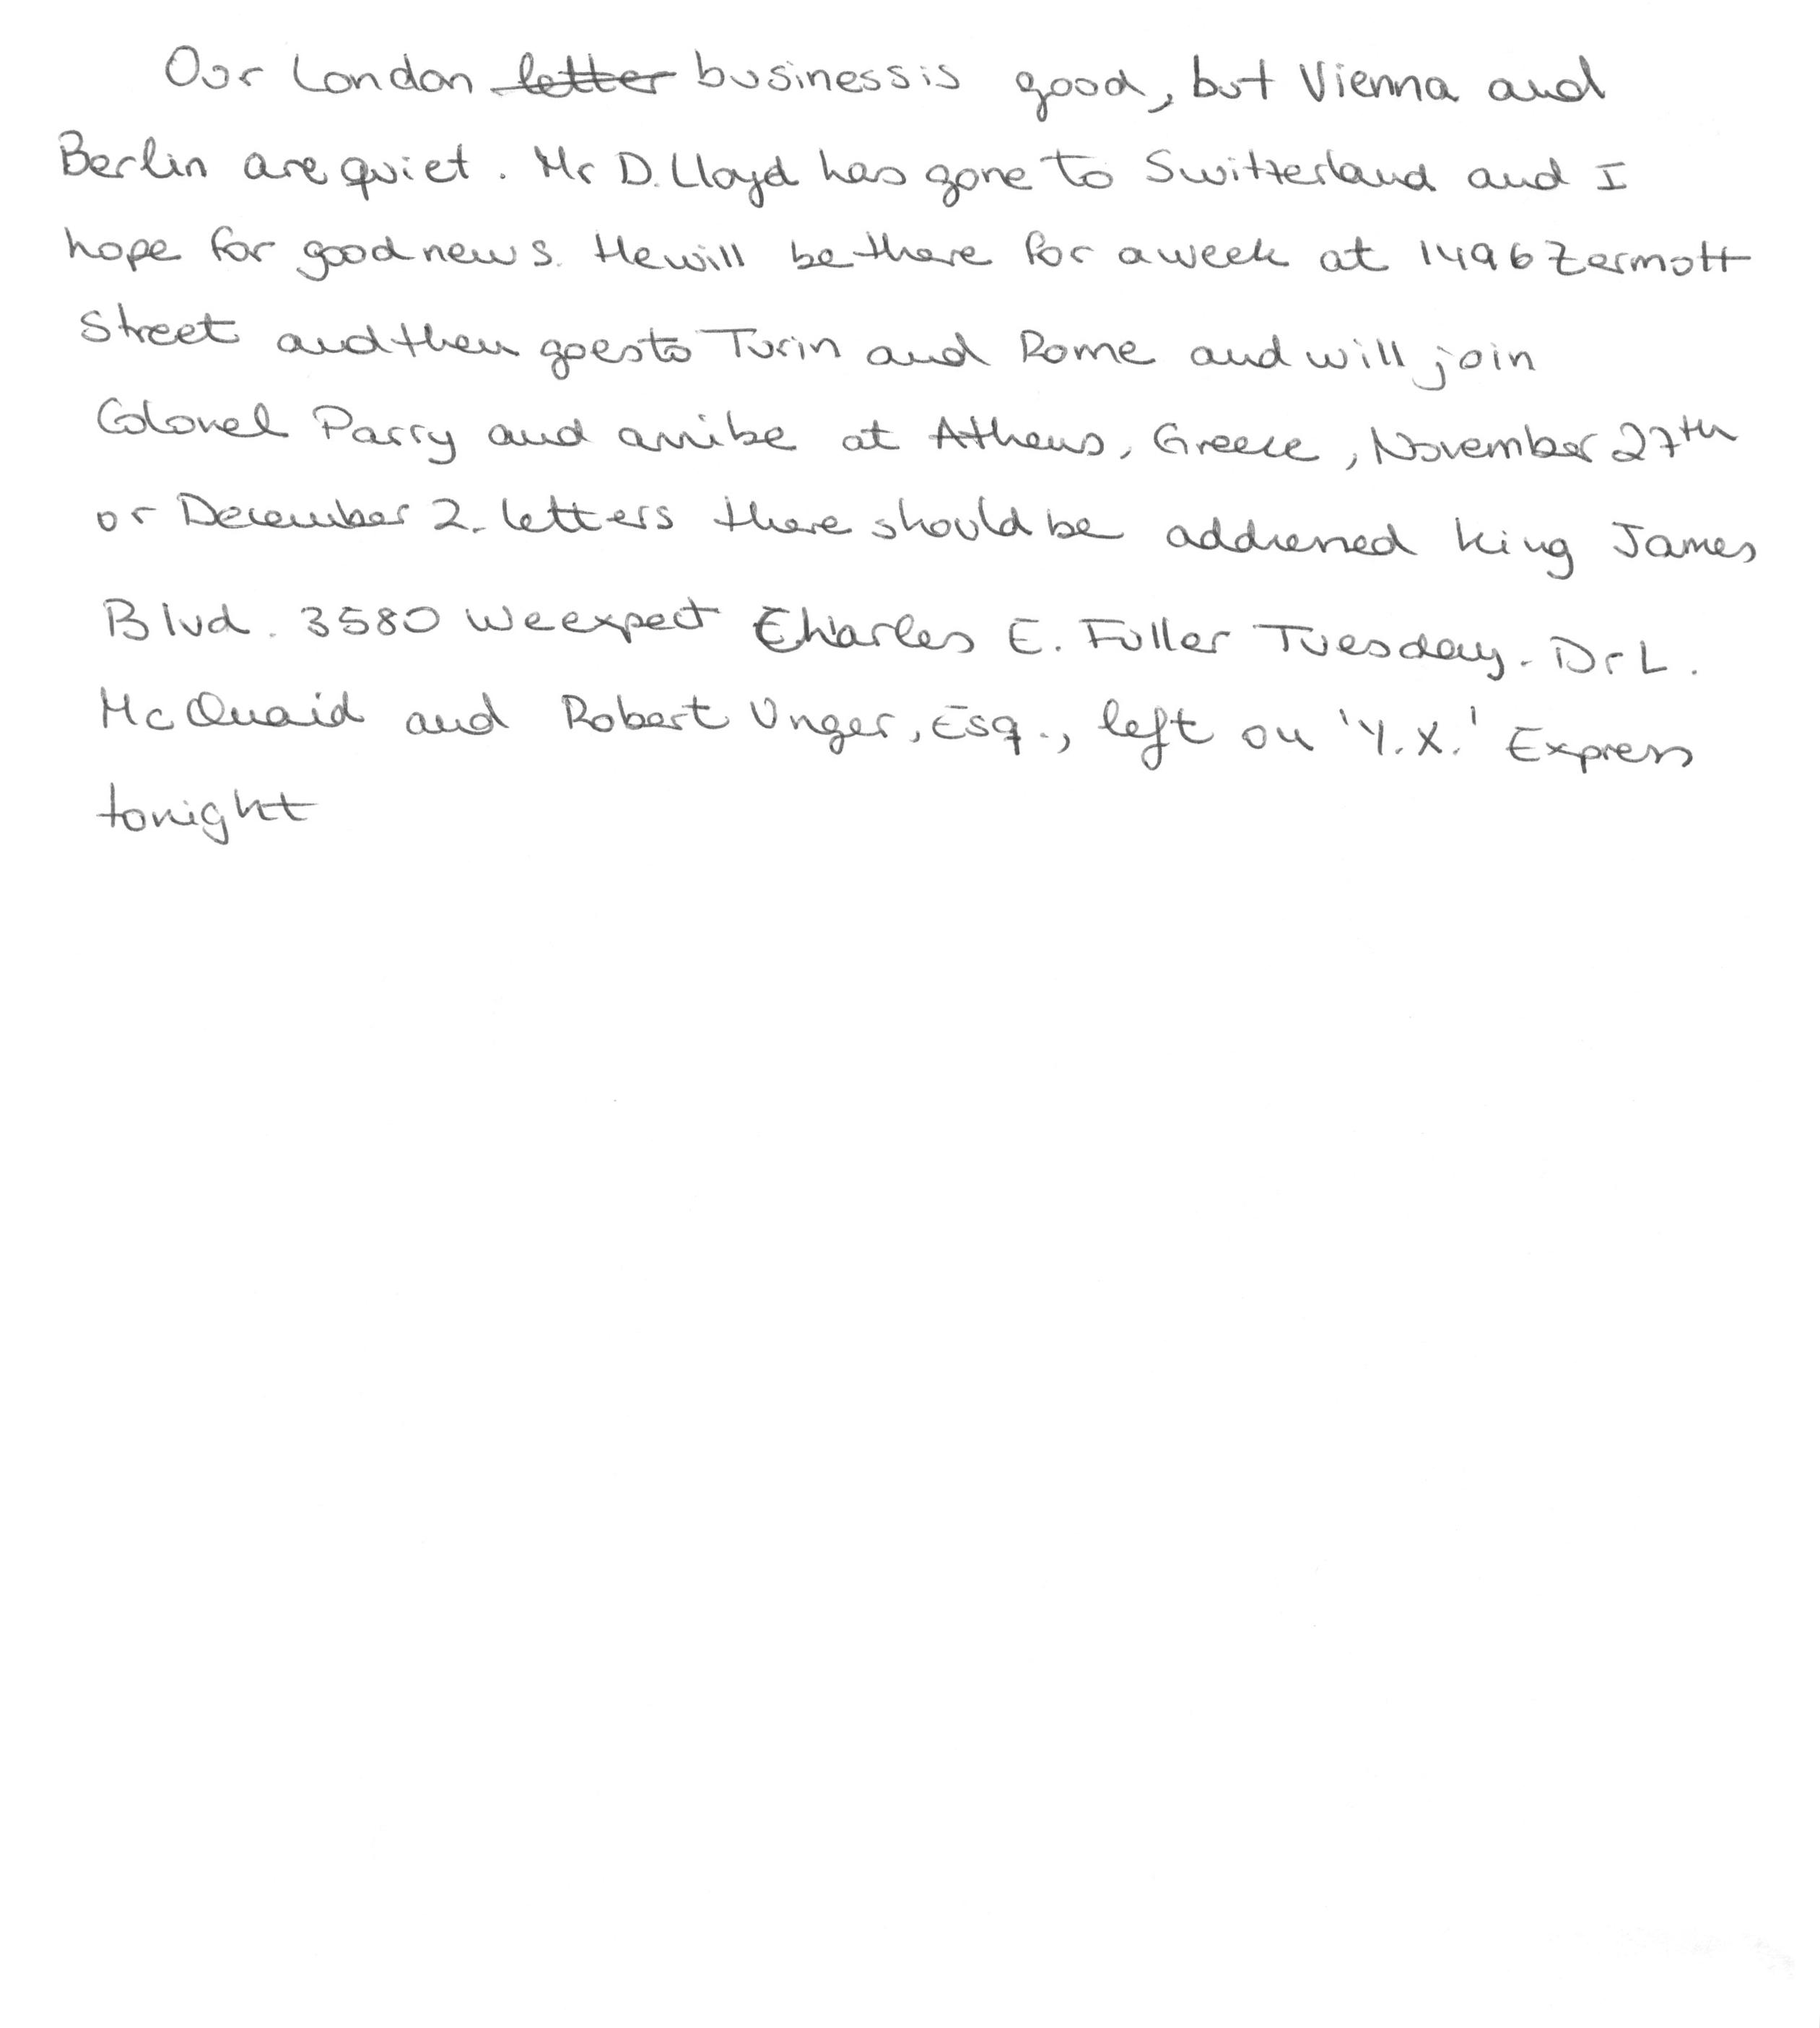 Our London ~~letter~~ business is good, but Vienna and
Berlin are quiet. Mr D. Lloyd has gone to Switzerland and I
hope for good news. He will be there for a week at 1496 Zermott
Street and then goes to Turin and Rome and will join
Colonel Parry and arribe at Athens, Greece, November 27th
or December 2. Letters there should be addressed King James
Blvd. 3580 We expect Charles E. Fuller Tuesday. Dr L.
McQuaid and Robert Unger, Esq., left on 'Y.X.' Express
tonight